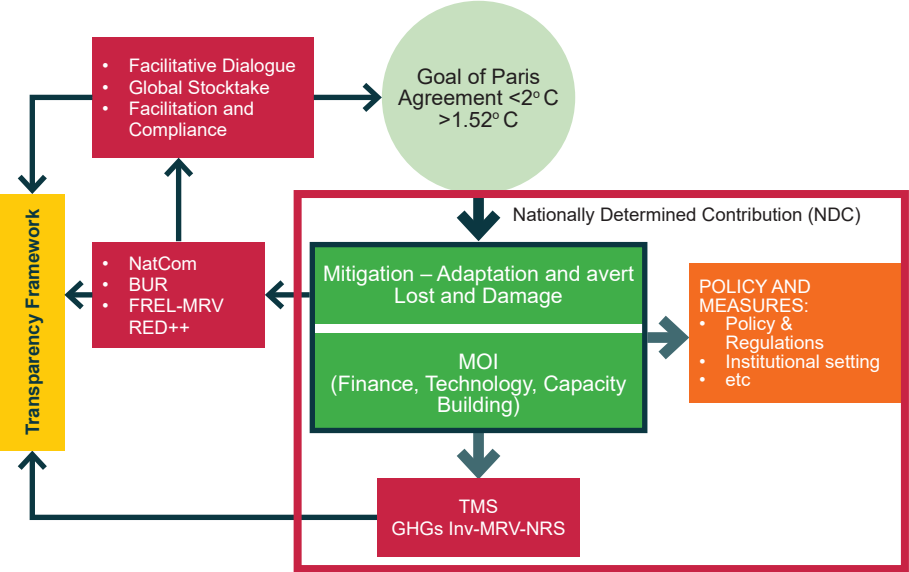 • Facilitative Dialogue
• Global Stocktake
• Facilitation and
Compliance
Goal of Paris
Agreement <2° C
>1.52° C
Nationally Determined Contribution (NDC)
Transparency Framework
• NatCom
• BUR
• FREL-MRV
RED++
Mitigation – Adaptation and avert
Lost and Damage
MOI
(Finance, Technology, Capacity
Building)
POLICY AND
MEASURES:
• Policy &
Regulations
• Institutional setting
• etc
TMS
GHGs Inv-MRV-NRS